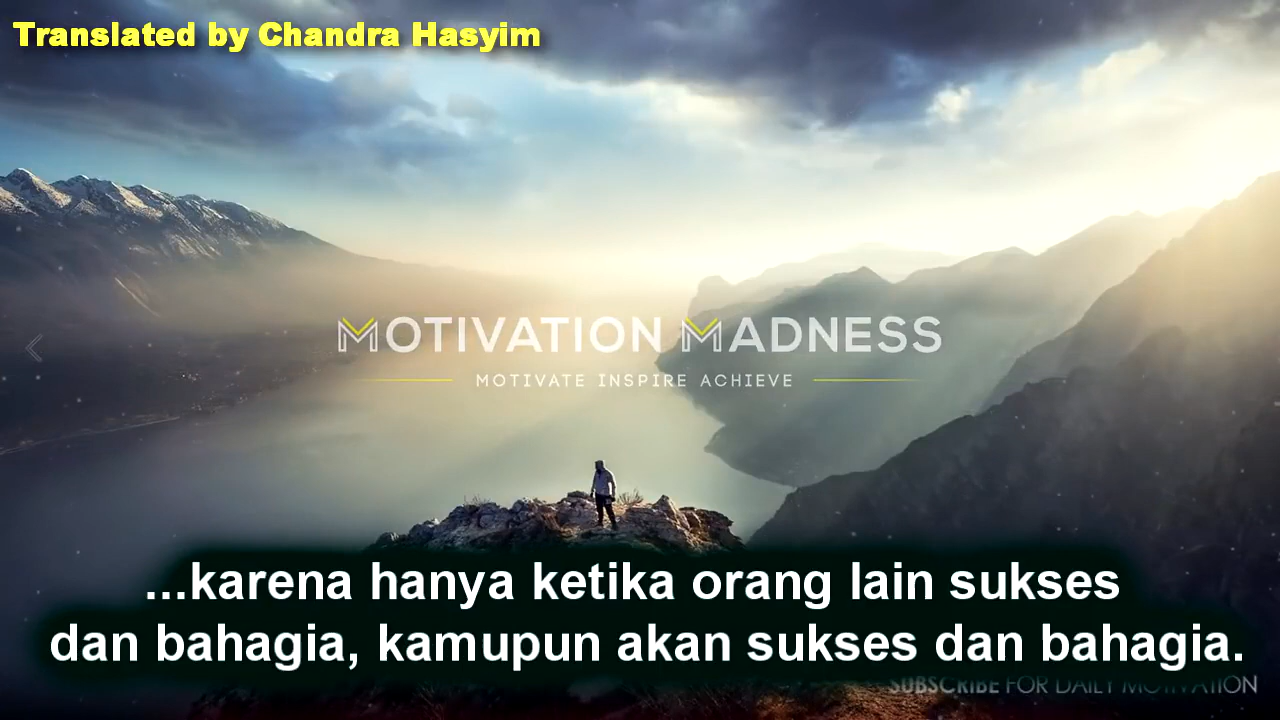 Translated by Chandra Hasyim
MOTIVATION MADNESS
MOTIVATE INSPIRE ACHIEVE
...karena hanya ketika orang lain sukses
dan bahagia, kamupun akan sukses dan bahagia.
SUBSCRIBE FOR DAILY MOTIVATION